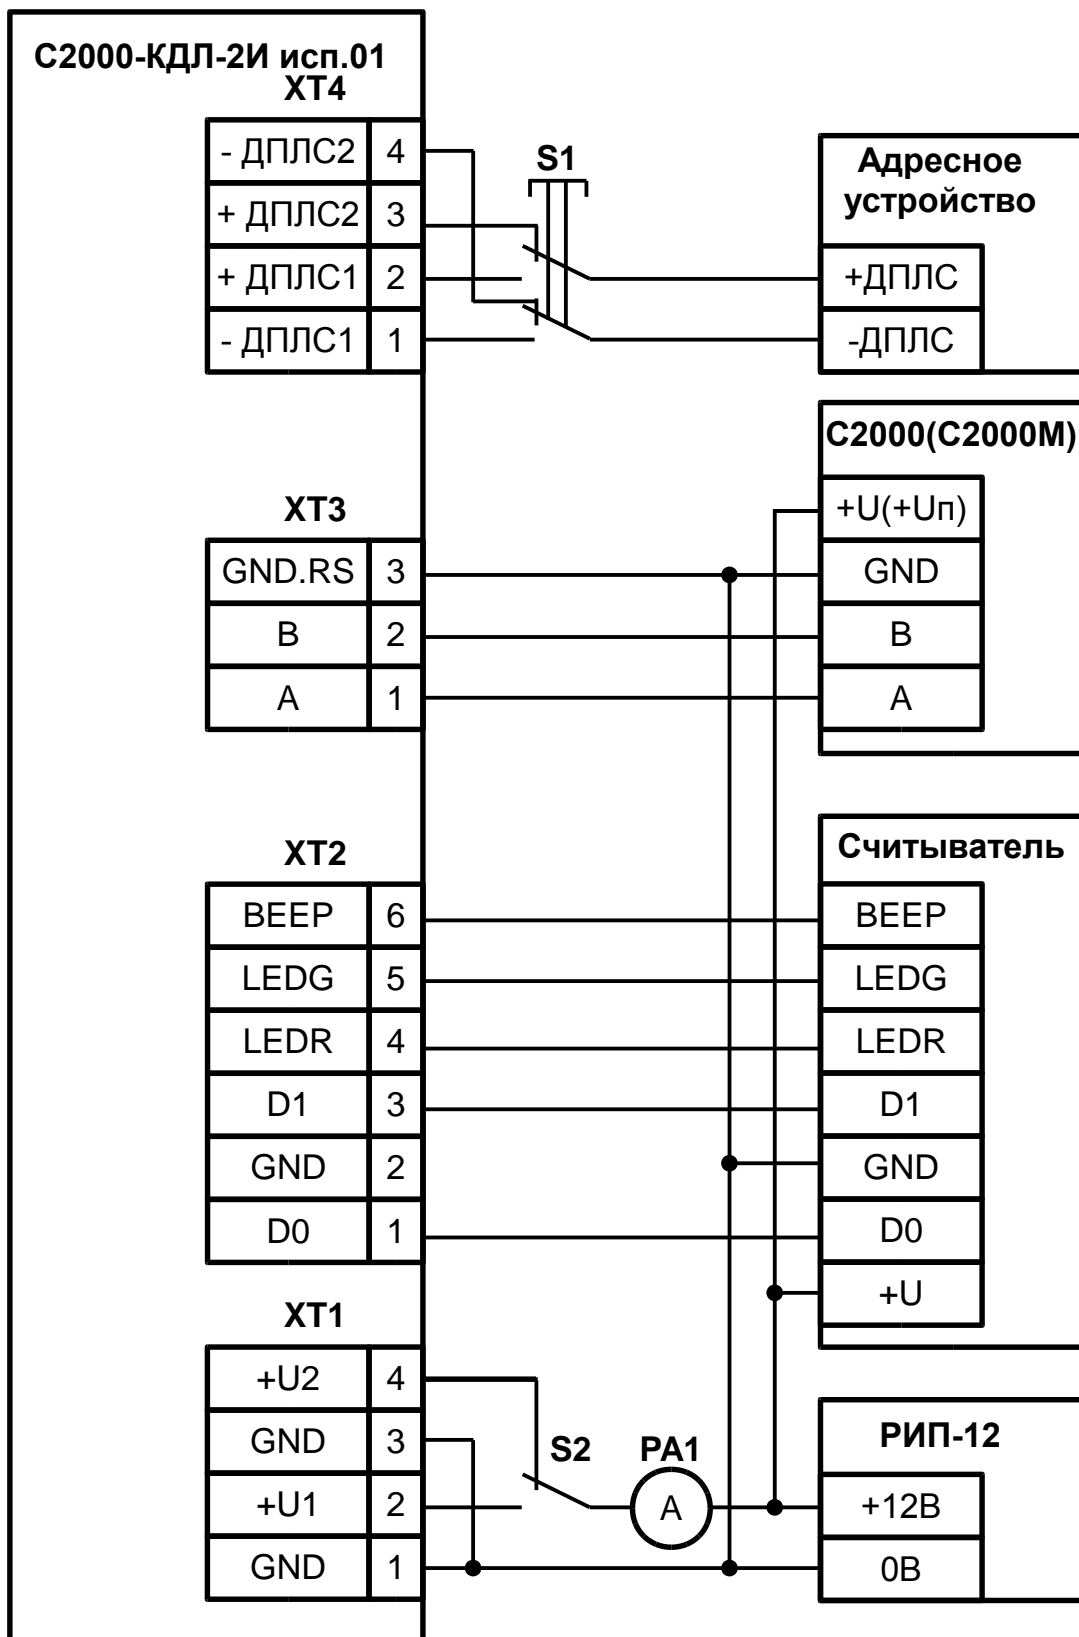 С2000-КДЛ-2И исп.01
XT4
- ДПЛС2 4
+ ДПЛС2 3
+ ДПЛС1 2
- ДПЛС1 1
S1
Адресное
устройство
+ДПЛС
-ДПЛС
С2000(С2000М)
+U(+Uп)
GND
B
A
XT3
GND.RS 3
B 2
A 1
XT2
BEEP 6
LEDG 5
LEDR 4
D1 3
GND 2
D0 1
Считыватель
BEEP
LEDG
LEDR
D1
GND
D0
+U
XT1
+U2 4
GND 3
+U1 2
GND 1
S2
PA1
A
РИП-12
+12В
0В